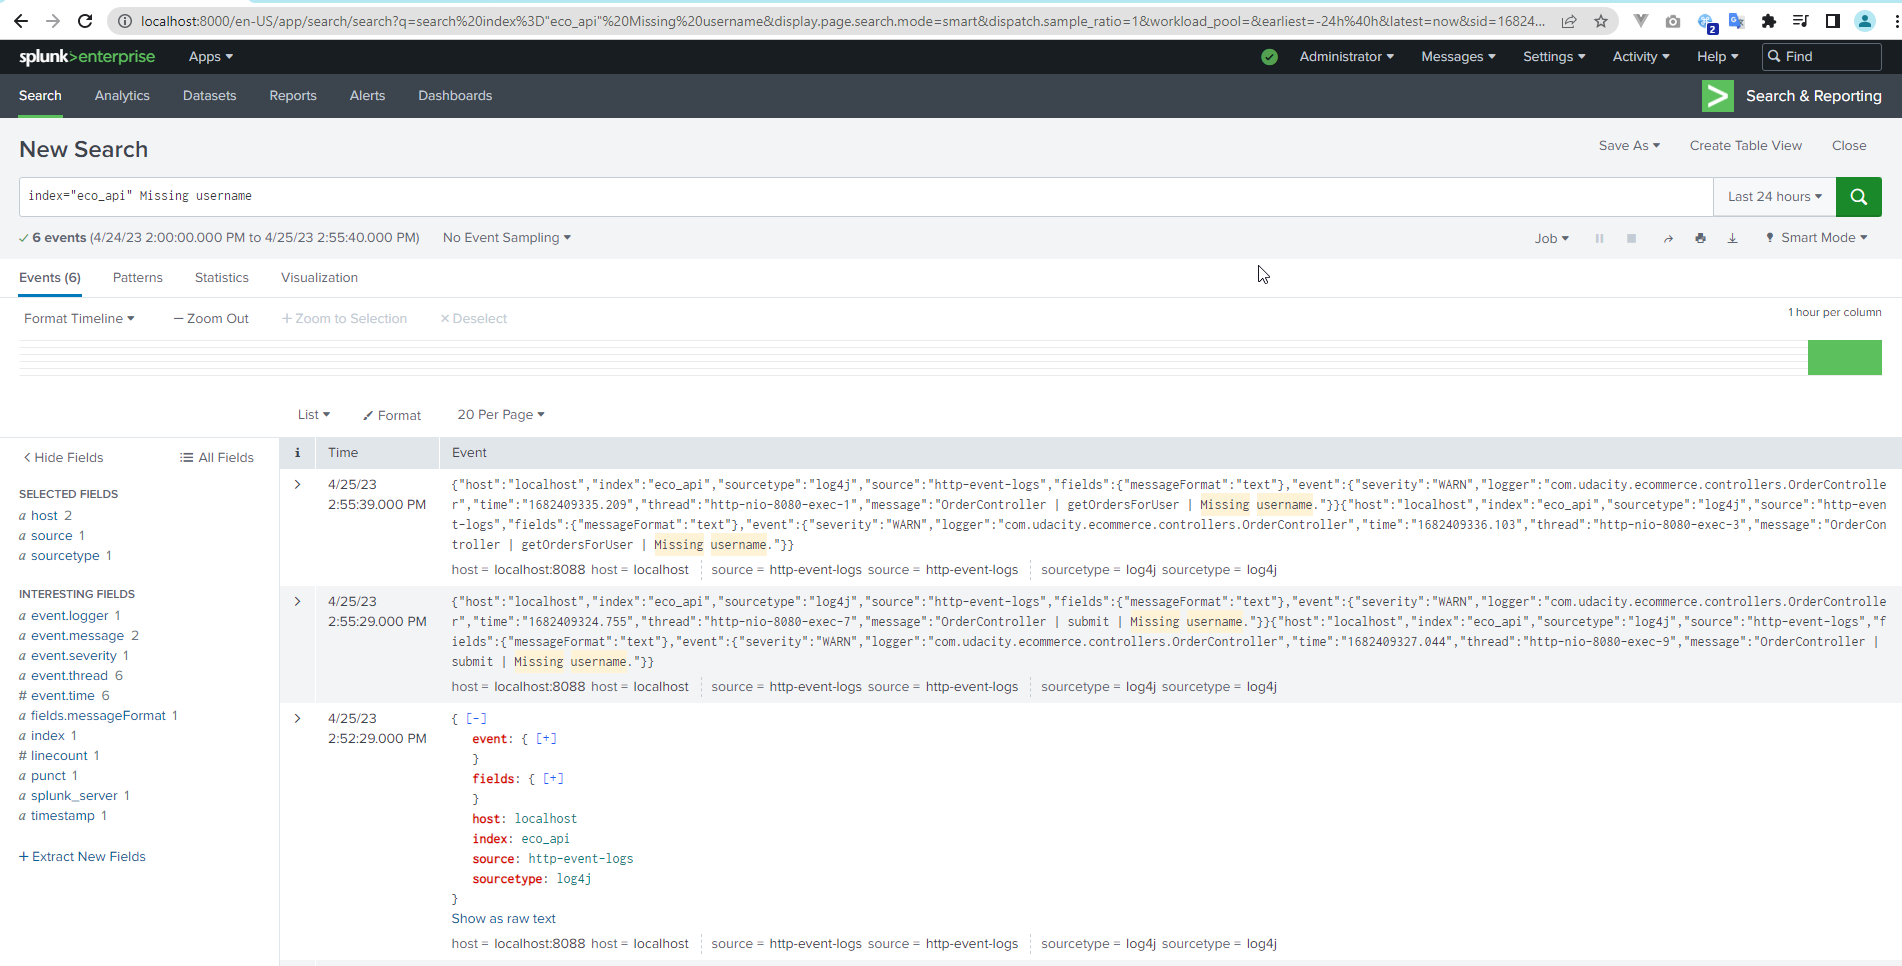 localhost:8000/en-US/app/search/search?q=search%20index%3D"eco_api"%20Missing%20username&display.page.search.mode=smart&dispatch.sample_ratio=1&workload_pool=&earliest=-24h%40h&latest=now&sid=16824...
2
splunk>enterprise Apps Administrator Messages Settings Activity Help Find
Search Analytics Datasets Reports Alerts Dashboards Search & Reporting
New Search Save As Create Table View Close
index="eco_api" Missing username Last 24 hours
6 events (4/24/23 2:00:00.000 PM to 4/25/23 2:55:40.000 PM) No Event Sampling Job Smart Mode
Events (6) Patterns Statistics Visualization
Format Timeline — Zoom Out + Zoom to Selection × Deselect 1 hour per column
List Format 20 Per Page
< Hide Fields All Fields
SELECTED FIELDS
a host 2
a source 1
a sourcetype 1
INTERESTING FIELDS
a event.logger 1
a event.message 2
a event.severity 1
a event.thread 6
# event.time 6
a fields.messageFormat 1
a index 1
# linecount 1
a punct 1
a splunk_server 1
a timestamp 1
+ Extract New Fields
i Time Event
> 4/25/23
2:55:39.000 PM
{"host":"localhost","index":"eco_api","sourcetype":"log4j","source":"http-event-logs","fields":{"messageFormat":"text"},"event":{"severity":"WARN","logger":"com.udacity.ecommerce.controllers.OrderControlle
r","time":"1682409335.209","thread":"http-nio-8080-exec-1","message":"OrderController | getOrdersForUser | Missing username."}}{"host":"localhost","index":"eco_api","sourcetype":"log4j","source":"http-even
t-logs","fields":{"messageFormat":"text"},"event":{"severity":"WARN","logger":"com.udacity.ecommerce.controllers.OrderController","time":"1682409336.103","thread":"http-nio-8080-exec-3","message":"OrderCon
troller | getOrdersForUser | Missing username."}}
host = localhost:8088 host = localhost source = http-event-logs source = http-event-logs sourcetype = log4j sourcetype = log4j
> 4/25/23
2:55:29.000 PM
{"host":"localhost","index":"eco_api","sourcetype":"log4j","source":"http-event-logs","fields":{"messageFormat":"text"},"event":{"severity":"WARN","logger":"com.udacity.ecommerce.controllers.OrderControlle
r","time":"1682409324.755","thread":"http-nio-8080-exec-7","message":"OrderController | submit | Missing username."}}{"host":"localhost","index":"eco_api","sourcetype":"log4j","source":"http-event-logs","f
ields":{"messageFormat":"text"},"event":{"severity":"WARN","logger":"com.udacity.ecommerce.controllers.OrderController","time":"1682409327.044","thread":"http-nio-8080-exec-9","message":"OrderController |
submit | Missing username."}}
host = localhost:8088 host = localhost source = http-event-logs source = http-event-logs sourcetype = log4j sourcetype = log4j
> 4/25/23
2:52:29.000 PM
{ [-]
event: { [+]
}
fields: { [+]
}
host: localhost
index: eco_api
source: http-event-logs
sourcetype: log4j
}
Show as raw text
host = localhost:8088 host = localhost source = http-event-logs source = http-event-logs sourcetype = log4j sourcetype = log4j